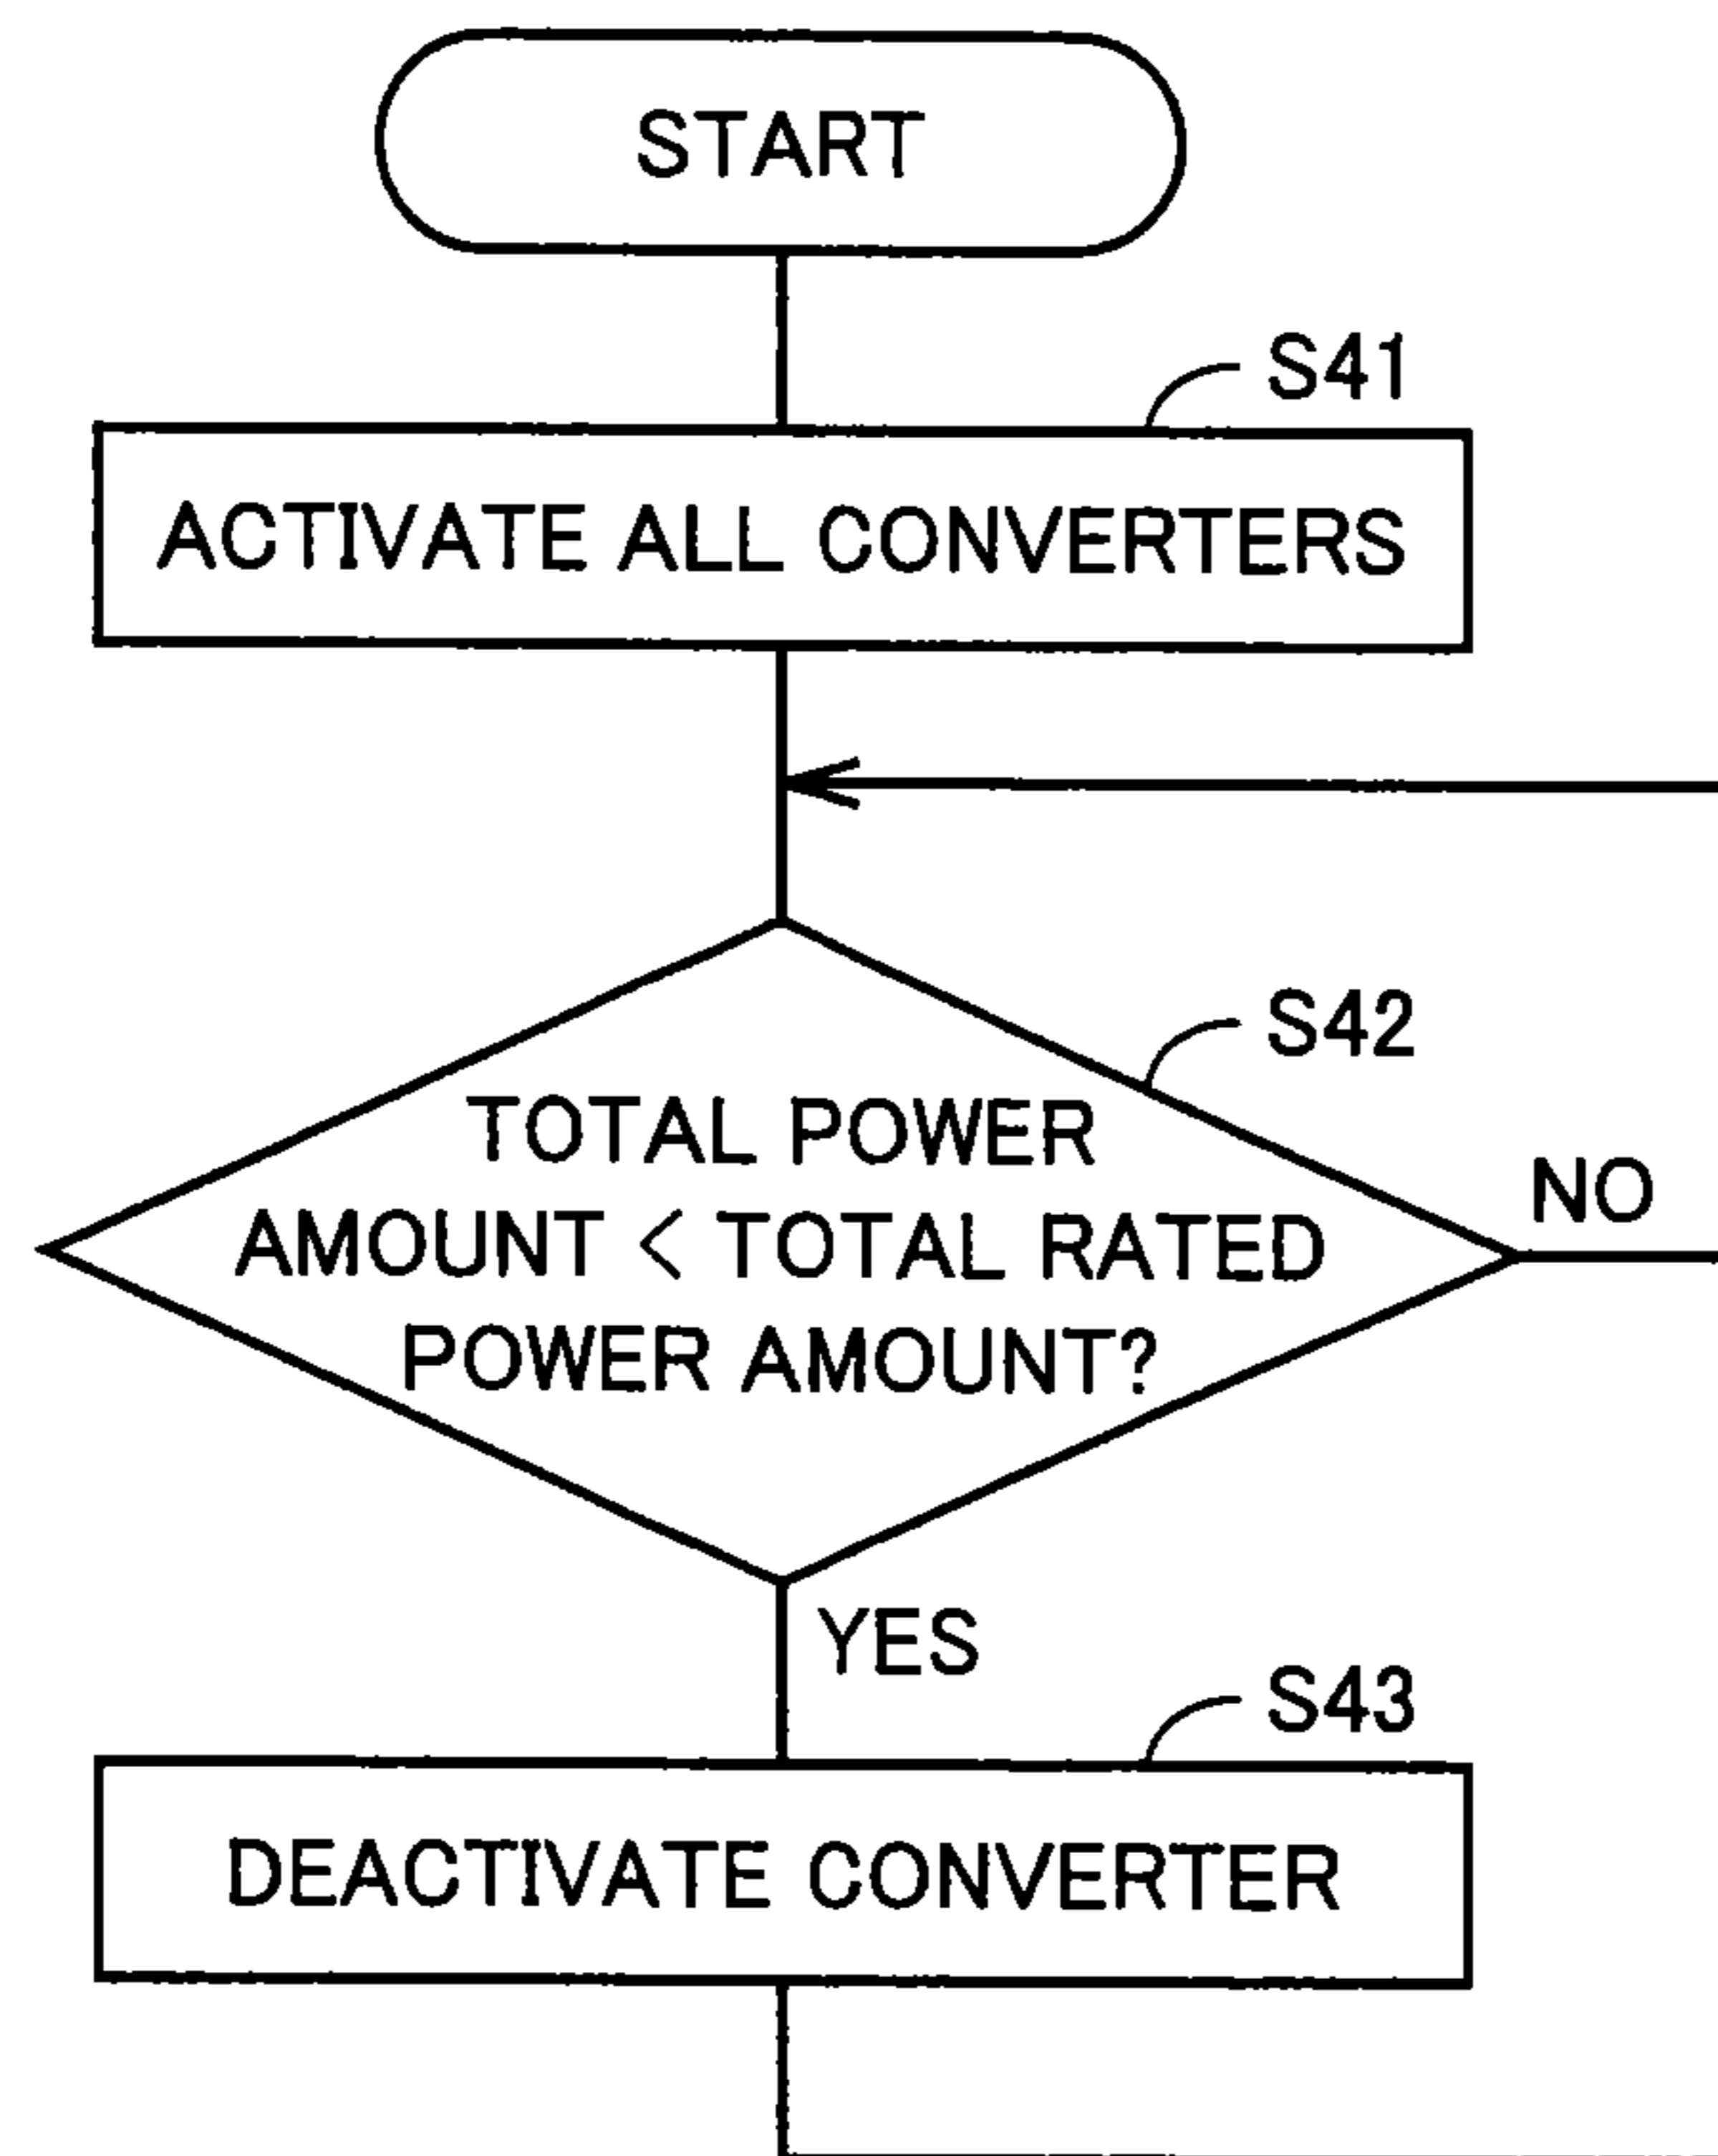 START
S41
ACTIVATE ALL CONVERTERS
S42
TOTAL POWER
AMOUNT < TOTAL RATED
POWER AMOUNT?
NO
YES
S43
DEACTIVATE CONVERTER